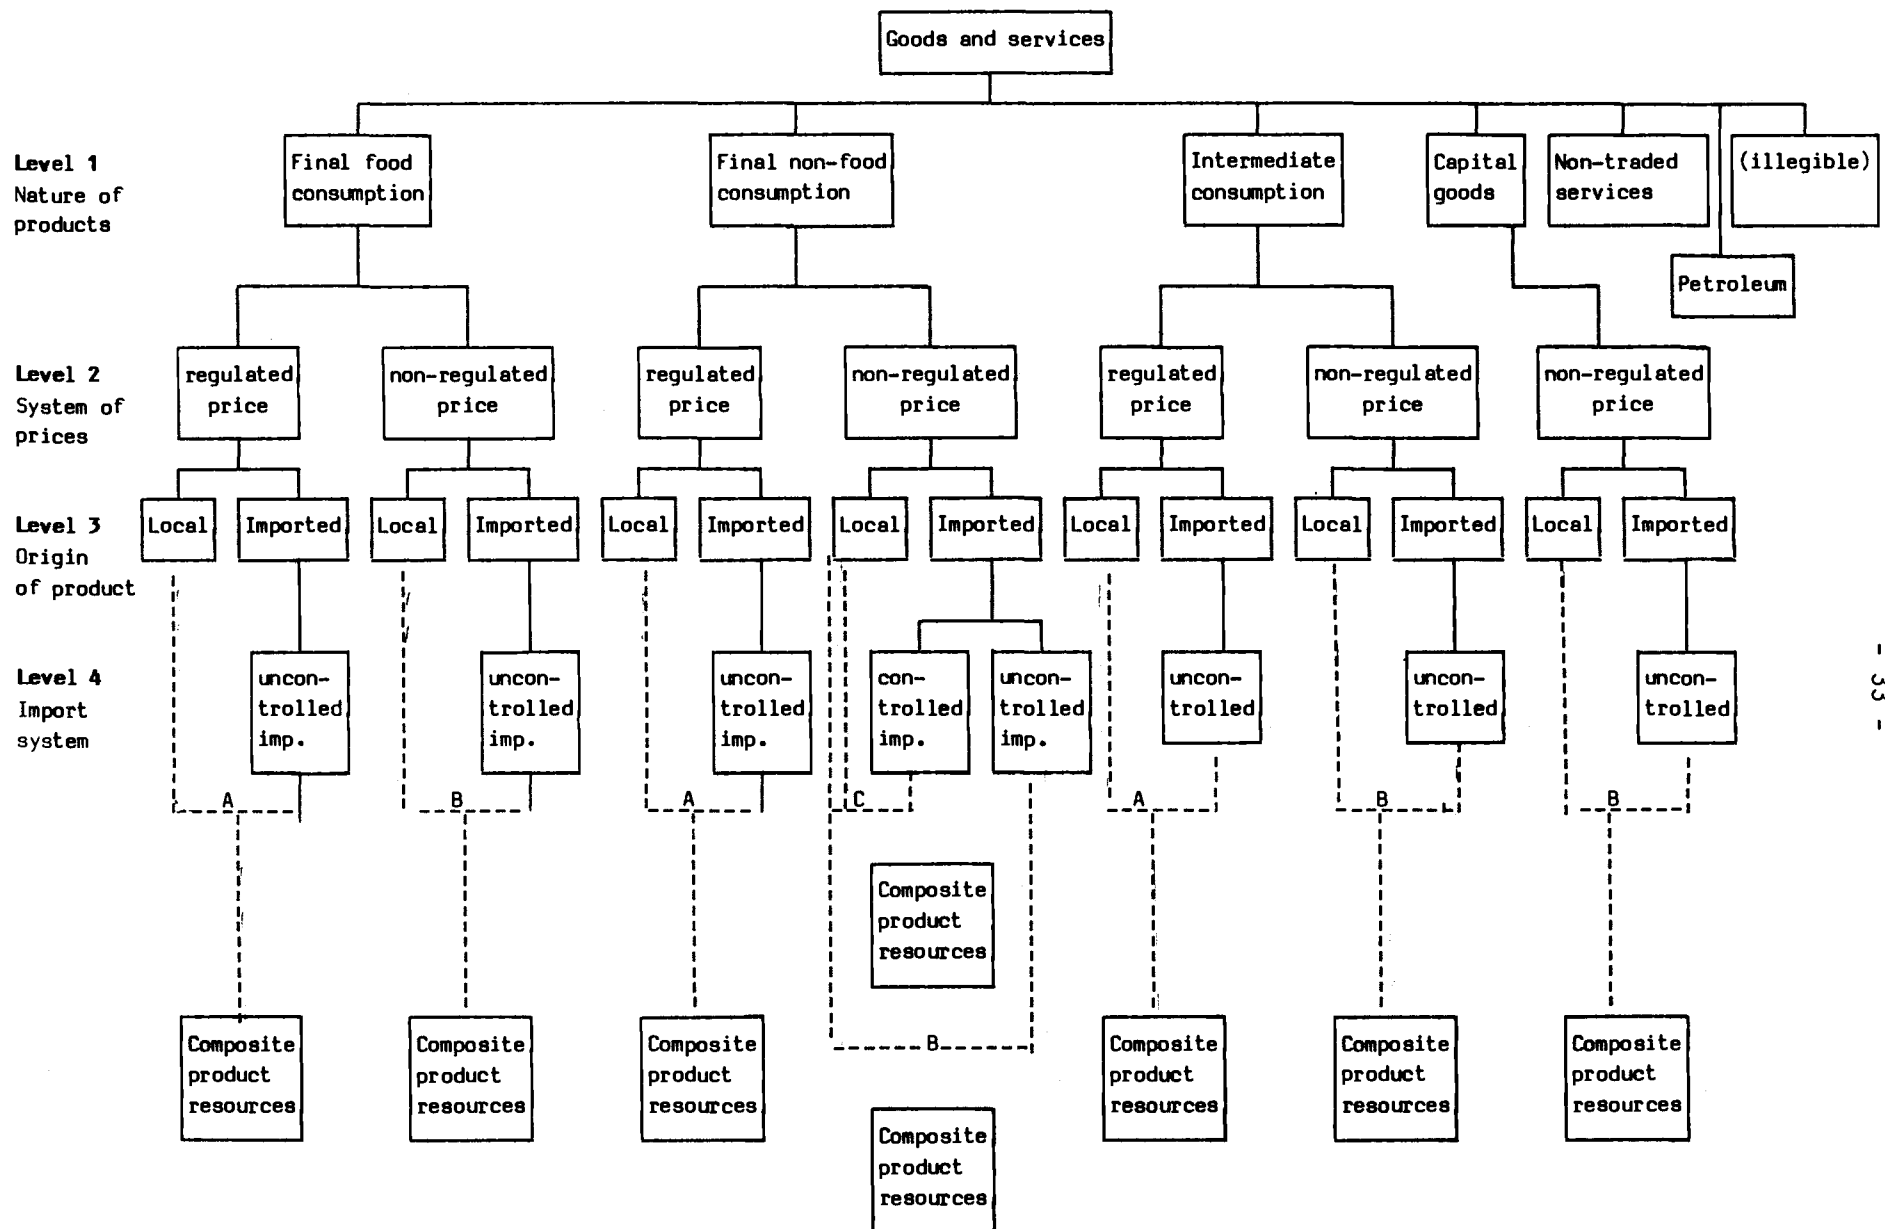 Goods and services
Level 1
Nature of
products
Final food
consumption
Final non-food
consumption
Intermediate
consumption
Capital
goods
Non-traded
services
(illegible)
Petroleum
Level 2
System of
prices
regulated
price
non-regulated
price
regulated
price
non-regulated
price
regulated
price
non-regulated
price
non-regulated
price
Level 3
Origin
of product
Local
Imported
Local
Imported
Local
Imported
Local
Imported
Local
Imported
Local
Imported
Local
Imported
Level 4
Import
system
uncon-
trolled
imp.
uncon-
trolled
imp.
uncon-
trolled
imp.
con-
trolled
imp.
uncon-
trolled
imp.
uncon-
trolled
uncon-
trolled
uncon-
trolled
- 33 -
A
B
A
C
A
B
B
Composite
product
resources
B
Composite
product
resources
Composite
product
resources
Composite
product
resources
Composite
product
resources
Composite
product
resources
Composite
product
resources
Composite
product
resources